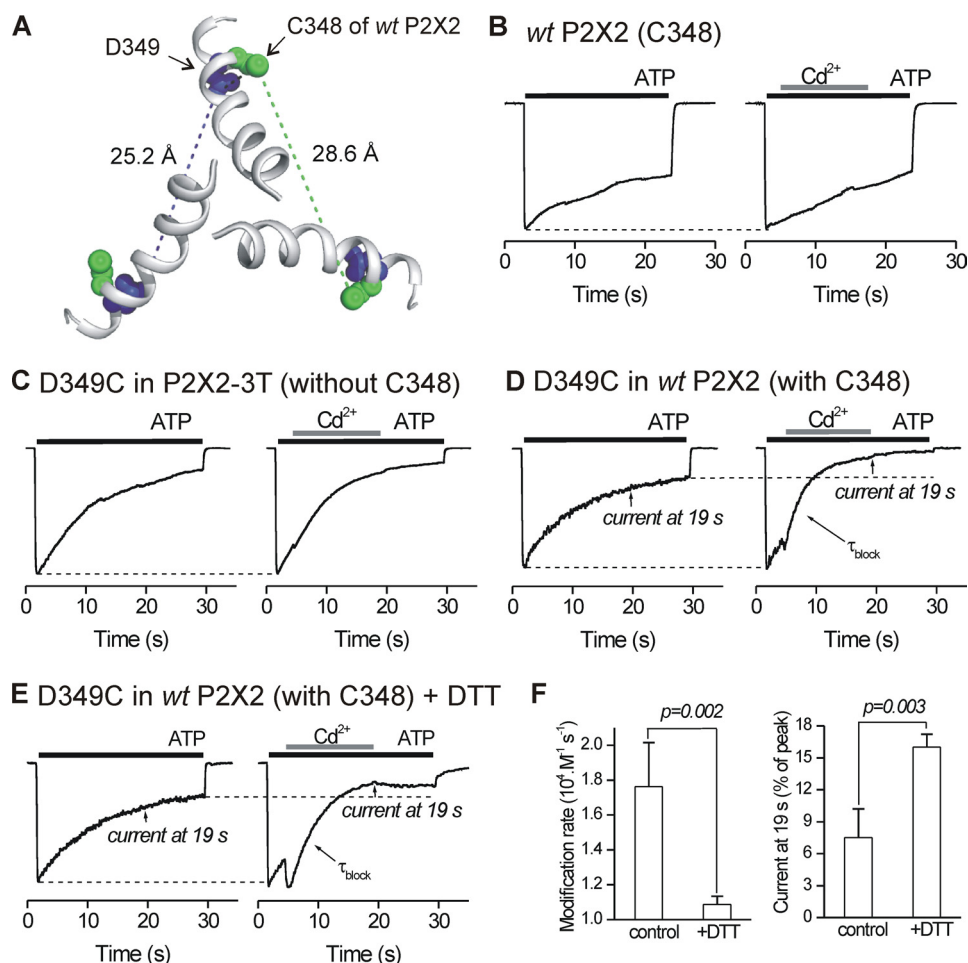 A
D349
C348 of wt P2X2
25.2 Å
28.6 Å
B wt P2X2 (C348)
ATP
Cd2+
ATP
0 10 20 30
Time (s)
0 10 20 30
Time (s)
C D349C in P2X2-3T (without C348)
ATP
Cd2+
ATP
0 10 20 30
Time (s)
0 10 20 30
Time (s)
D D349C in wt P2X2 (with C348)
ATP
current at 19 s
Cd2+
ATP
current at 19 s
τblock
0 10 20 30
Time (s)
0 10 20 30
Time (s)
E D349C in wt P2X2 (with C348) + DTT
ATP
current at 19 s
Cd2+
ATP
current at 19 s
τblock
0 10 20 30
Time (s)
0 10 20 30
Time (s)
F
p=0.002
Modification rate (10⁴.M⁻¹ s⁻¹)
2.0
1.8
1.6
1.4
1.2
1.0
control +DTT
p=0.003
Current at 19 s (% of peak)
18
15
12
9
6
3
0
control +DTT